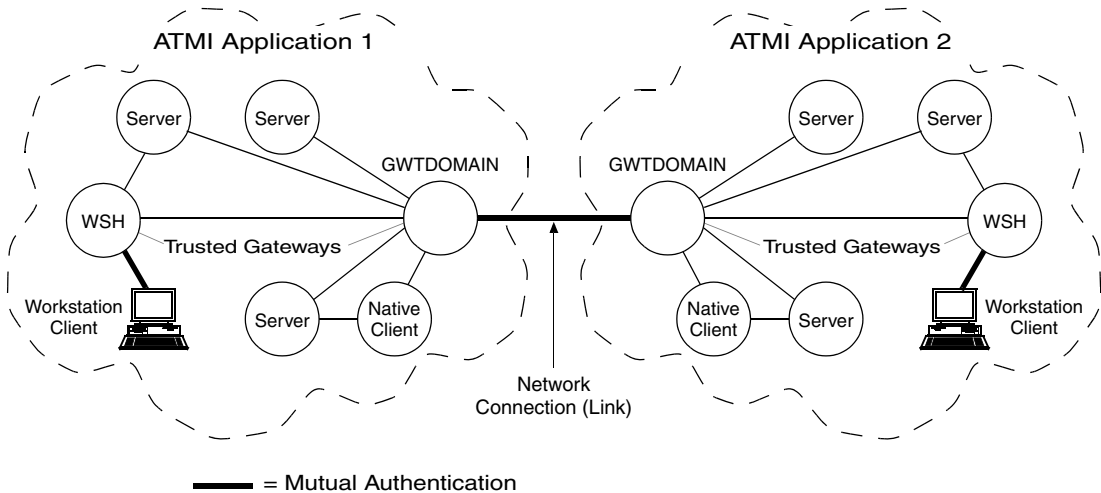 ATMI Application 1
ATMI Application 2
Server
Server
Server
Server
GWTDOMAIN
GWTDOMAIN
WSH
WSH
Trusted Gateways
Trusted Gateways
Workstation
Client
Server
Native
Client
Native
Client
Server
Workstation
Client
Network
Connection (Link)
= Mutual Authentication